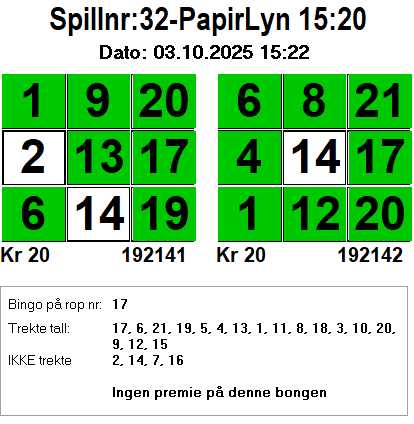 Spillnr:32-PapirLyn 15:20
Dato: 03.10.2025 15:22
1 9 20 6 8 21
2 13 17 4 14 17
6 14 19 1 12 20
Kr 20 192141 Kr 20 192142
Bingo på rop nr: 17
Trekte tall: 17, 6, 21, 19, 5, 4, 13, 1, 11, 8, 18, 3, 10, 20,
9, 12, 15
IKKE trekte 2, 14, 7, 16
Ingen premie på denne bongen